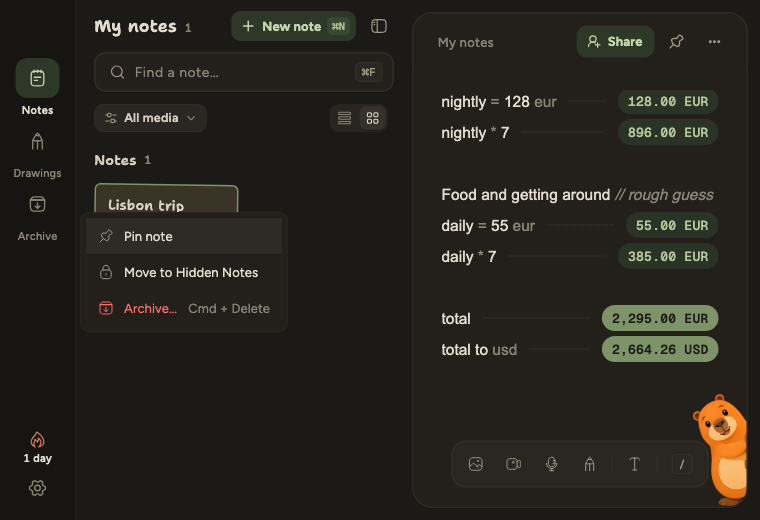 Notes
Drawings
Archive
1 day
My notes 1
New note ⌘N
Find a note... ⌘F
All media
Notes 1
Lisbon trip
Pin note
Move to Hidden Notes
Archive... Cmd + Delete
My notes
Share
nightly = 128 eur 128.00 EUR
nightly * 7 896.00 EUR
Food and getting around // rough guess
daily = 55 eur 55.00 EUR
daily * 7 385.00 EUR
total 2,295.00 EUR
total to usd 2,664.26 USD
/